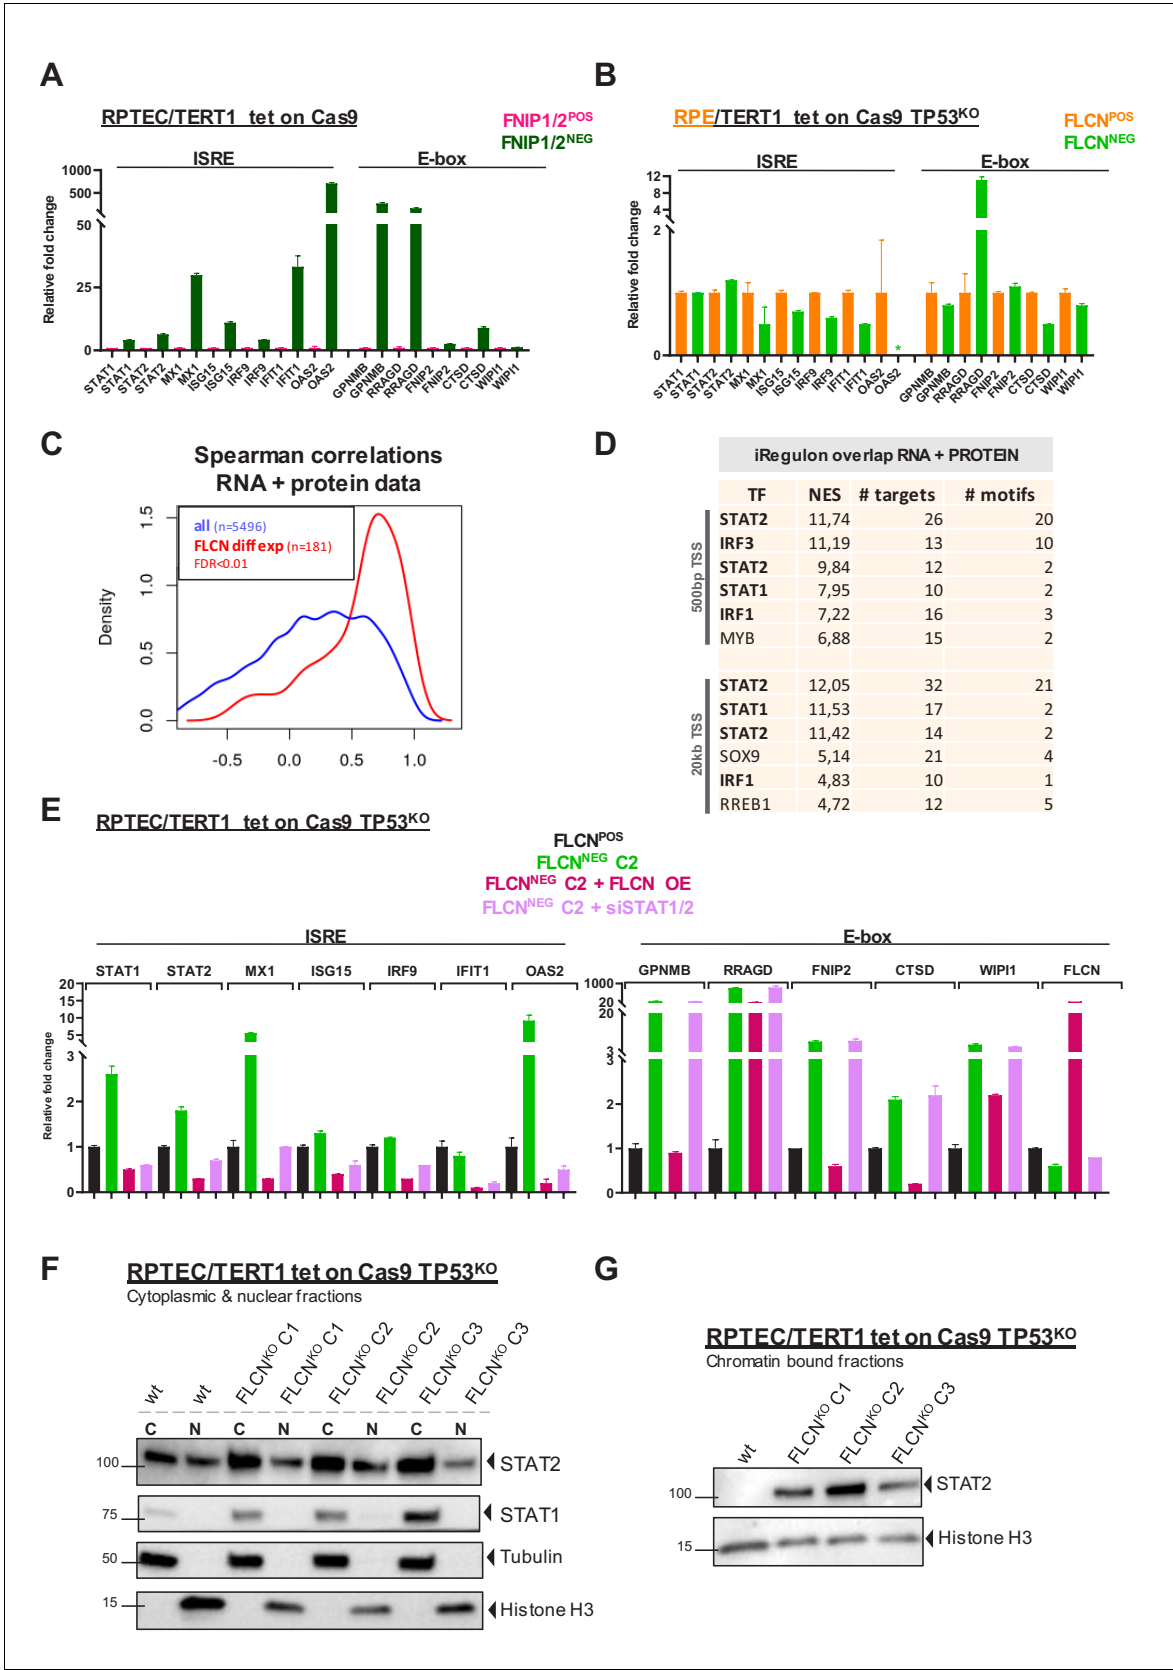 A
RPTEC/TERT1 tet on Cas9
FNIP1/2POS
FNIP1/2NEG
ISRE
E-box
Relative fold change
1000
500
50
25
0
STAT1
STAT1
STAT2
STAT2
MX1
MX1
ISG15
ISG15
IRF9
IRF9
IFIT1
IFIT1
OAS2
OAS2
GPNMB
GPNMB
RRAGD
RRAGD
FNIP2
FNIP2
CTSD
CTSD
WIPI1
WIPI1
B
RPE/TERT1 tet on Cas9 TP53KO
FLCNPOS
FLCNNEG
ISRE
E-box
Relative fold change
12
8
4
2
1
0
*
STAT1
STAT1
STAT2
STAT2
MX1
MX1
ISG15
ISG15
IRF9
IRF9
IFIT1
IFIT1
OAS2
OAS2
GPNMB
GPNMB
RRAGD
RRAGD
FNIP2
FNIP2
CTSD
CTSD
WIPI1
WIPI1
C
Spearman correlations
RNA + protein data
all (n=5496)
FLCN diff exp (n=181)
FDR<0.01
Density
1.5
1.0
0.5
0.0
-0.5 0.0 0.5 1.0
D
iRegulon overlap RNA + PROTEIN
TF NES # targets # motifs
500bp TSS
STAT2 11,74 26 20
IRF3 11,19 13 10
STAT2 9,84 12 2
STAT1 7,95 10 2
IRF1 7,22 16 3
MYB 6,88 15 2
20kb TSS
STAT2 12,05 32 21
STAT1 11,53 17 2
STAT2 11,42 14 2
SOX9 5,14 21 4
IRF1 4,83 10 1
RREB1 4,72 12 5
E
RPTEC/TERT1 tet on Cas9 TP53KO
FLCNPOS
FLCNNEG C2
FLCNNEG C2 + FLCN OE
FLCNNEG C2 + siSTAT1/2
ISRE
STAT1 STAT2 MX1 ISG15 IRF9 IFIT1 OAS2
Relative fold change
20
15
10
5
3
2
1
0
E-box
GPNMB RRAGD FNIP2 CTSD WIPI1 FLCN
1000
20
20
3
3
2
1
0
F
RPTEC/TERT1 tet on Cas9 TP53KO
Cytoplasmic & nuclear fractions
wt wt FLCNKO C1 FLCNKO C1 FLCNKO C2 FLCNKO C2 FLCNKO C3 FLCNKO C3
C N C N C N C N
100 STAT2
75 STAT1
50 Tubulin
15 Histone H3
G
RPTEC/TERT1 tet on Cas9 TP53KO
Chromatin bound fractions
wt FLCNKO C1 FLCNKO C2 FLCNKO C3
100 STAT2
15 Histone H3